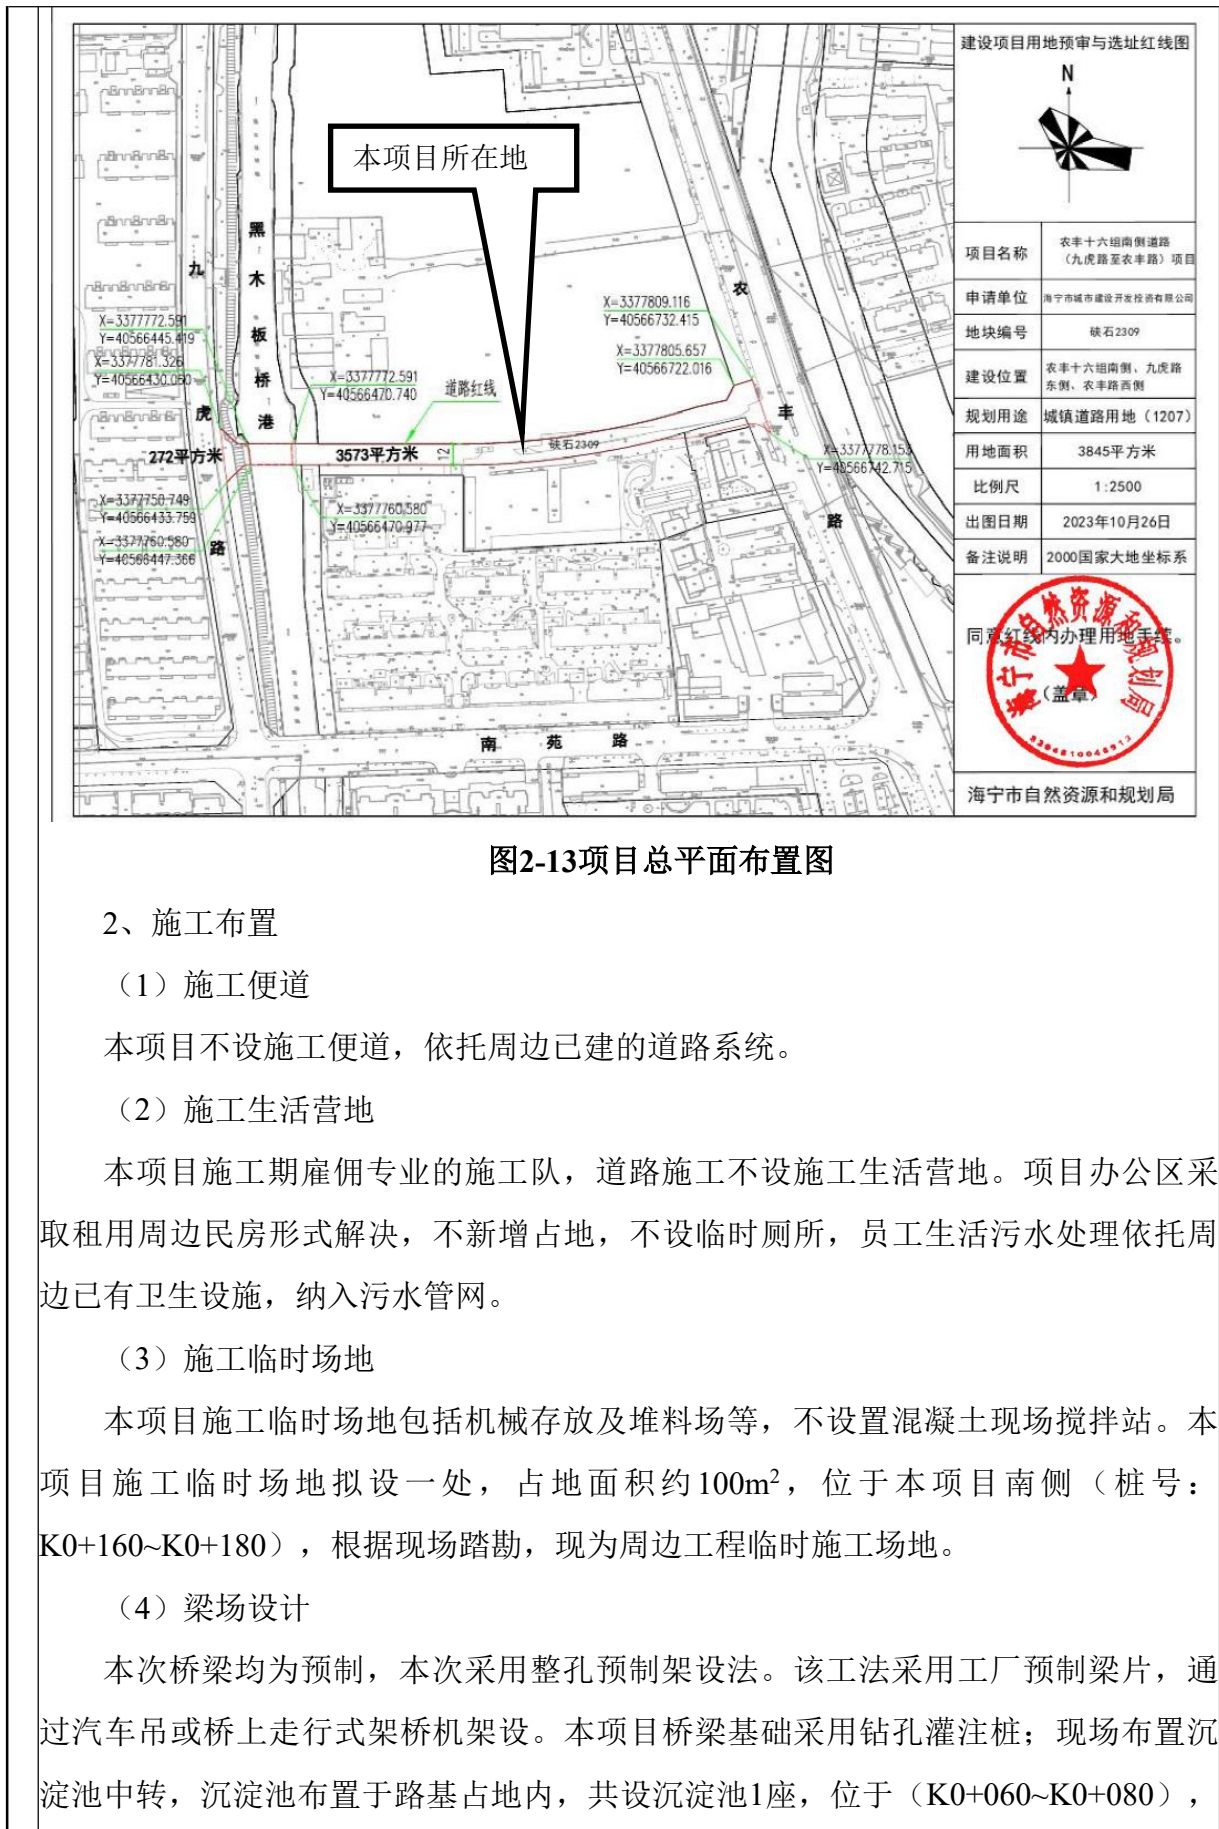 建设项目用地预审与选址红线图
N
本项目所在地
项目名称
农丰十六组南侧道路
（九虎路至农丰路）项目
申请单位
海宁市城市建设开发投资有限公司
地块编号
硖石2309
建设位置
农丰十六组南侧、九虎路
东侧、农丰路西侧
规划用途
城镇道路用地（1207）
用地面积
3845平方米
比例尺
1:2500
出图日期
2023年10月26日
备注说明
2000国家大地坐标系
同意红线内办理用地手续。
（盖章）
海宁市自然资源和规划局
海宁市自然资源和规划局
九虎路
黑木板桥港
农丰路
南苑路
X=3377772.591
Y=40566445.419
X=3377781.326
Y=40566430.050
X=3377772.591
Y=40566470.740
道路红线
X=3377809.116
Y=40566732.415
X=3377805.657
Y=40566722.016
272平方米
3573平方米
12
硖石2309
X=3377778.153
Y=40566742.715
X=3377750.749
Y=40566433.759
X=3377760.580
Y=40566447.366
X=3377760.580
Y=40566470.977
图2-13项目总平面布置图
2、施工布置
（1）施工便道
本项目不设施工便道，依托周边已建的道路系统。
（2）施工生活营地
本项目施工期雇佣专业的施工队，道路施工不设施工生活营地。项目办公区采
取租用周边民房形式解决，不新增占地，不设临时厕所，员工生活污水处理依托周
边已有卫生设施，纳入污水管网。
（3）施工临时场地
本项目施工临时场地包括机械存放及堆料场等，不设置混凝土现场搅拌站。本
项目施工临时场地拟设一处，占地面积约100m²，位于本项目南侧（桩号：
K0+160~K0+180），根据现场踏勘，现为周边工程临时施工场地。
（4）梁场设计
本次桥梁均为预制，本次采用整孔预制架设法。该工法采用工厂预制梁片，通
过汽车吊或桥上走行式架桥机架设。本项目桥梁基础采用钻孔灌注桩；现场布置沉
淀池中转，沉淀池布置于路基占地内，共设沉淀池1座，位于（K0+060~K0+080），